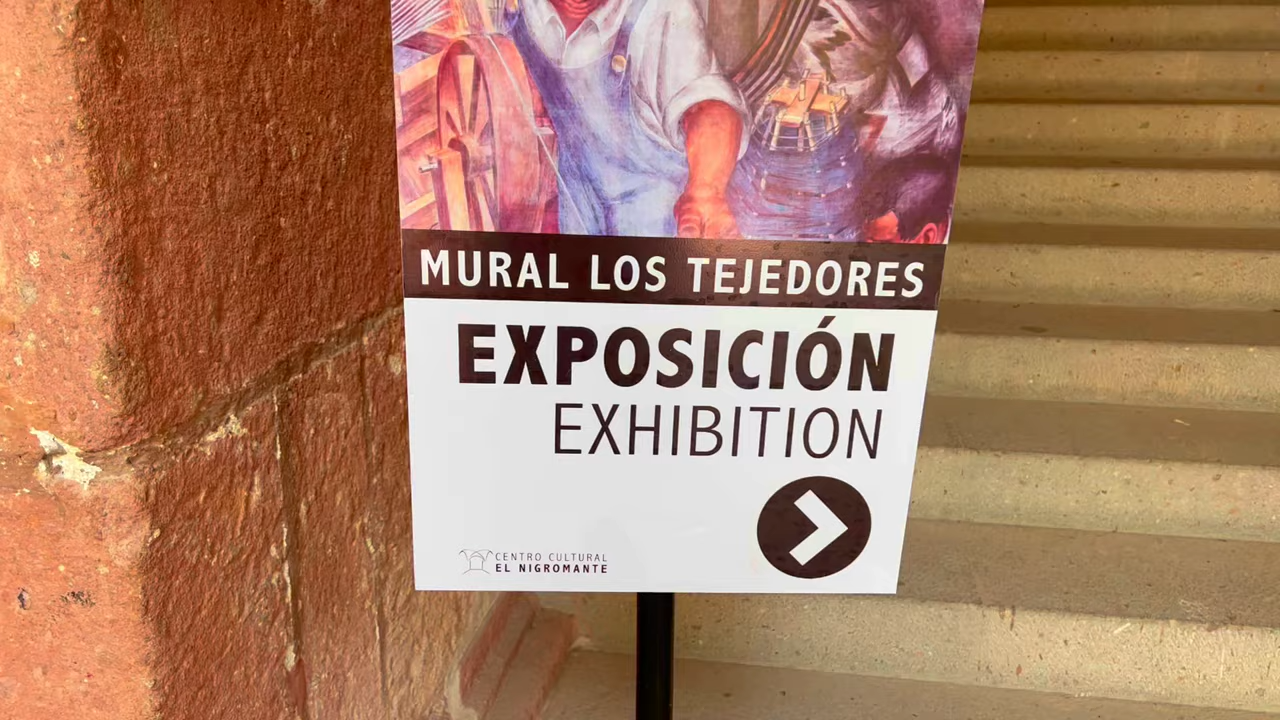 MURAL LOS TEJEDORES
EXPOSICIÓN
EXHIBITION
CENTRO CULTURAL
EL NIGROMANTE